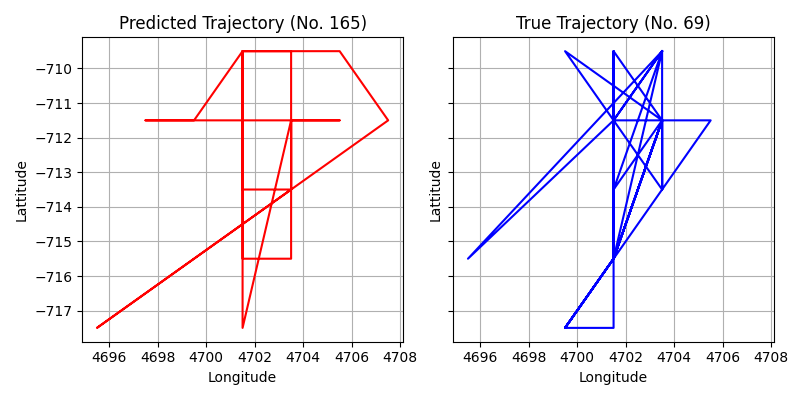 Predicted Trajectory (No. 165)
True Trajectory (No. 69)
−710
−711
−712
−713
−714
−715
−716
−717
Lattitude
Lattitude
4696 4698 4700 4702 4704 4706 4708
4696 4698 4700 4702 4704 4706 4708
Longitude
Longitude